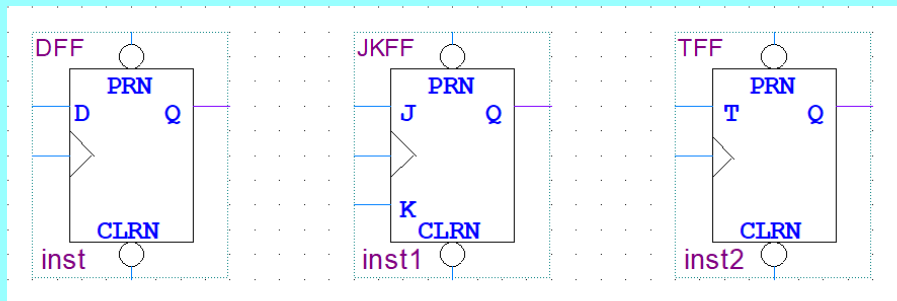 DFF
PRN
D Q
CLRN
inst
JKFF
PRN
J Q
K
CLRN
inst1
TFF
PRN
T Q
CLRN
inst2